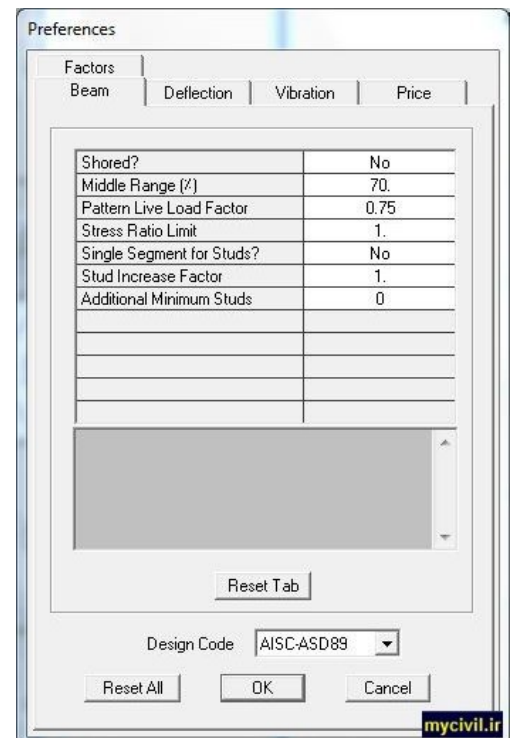 Preferences
Factors
Beam Deflection Vibration Price
Shored? No
Middle Range (%) 70.
Pattern Live Load Factor 0.75
Stress Ratio Limit 1.
Single Segment for Studs? No
Stud Increase Factor 1.
Additional Minimum Studs 0
Reset Tab
Design Code AISC-ASD89
Reset All OK Cancel
mycivil.ir